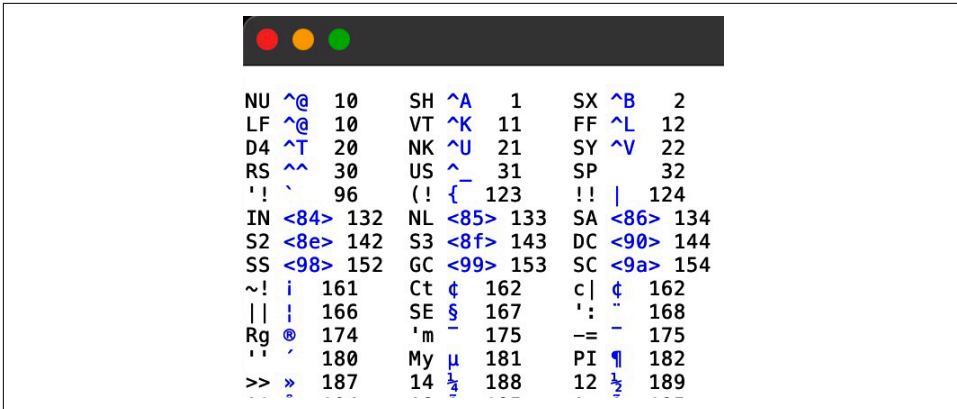 NU ^@ 10 SH ^A 1 SX ^B 2
LF ^@ 10 VT ^K 11 FF ^L 12
D4 ^T 20 NK ^U 21 SY ^V 22
RS ^^ 30 US ^_ 31 SP 32
'! ` 96 (! { 123 !! | 124
IN <84> 132 NL <85> 133 SA <86> 134
S2 <8e> 142 S3 <8f> 143 DC <90> 144
SS <98> 152 GC <99> 153 SC <9a> 154
~! ¡ 161 Ct ¢ 162 c| ¢ 162
|| ¦ 166 SE § 167 ': ¨ 168
Rg ® 174 'm ¯ 175 -= ¯ 175
'' ´ 180 My µ 181 PI ¶ 182
>> » 187 14 ¼ 188 12 ½ 189